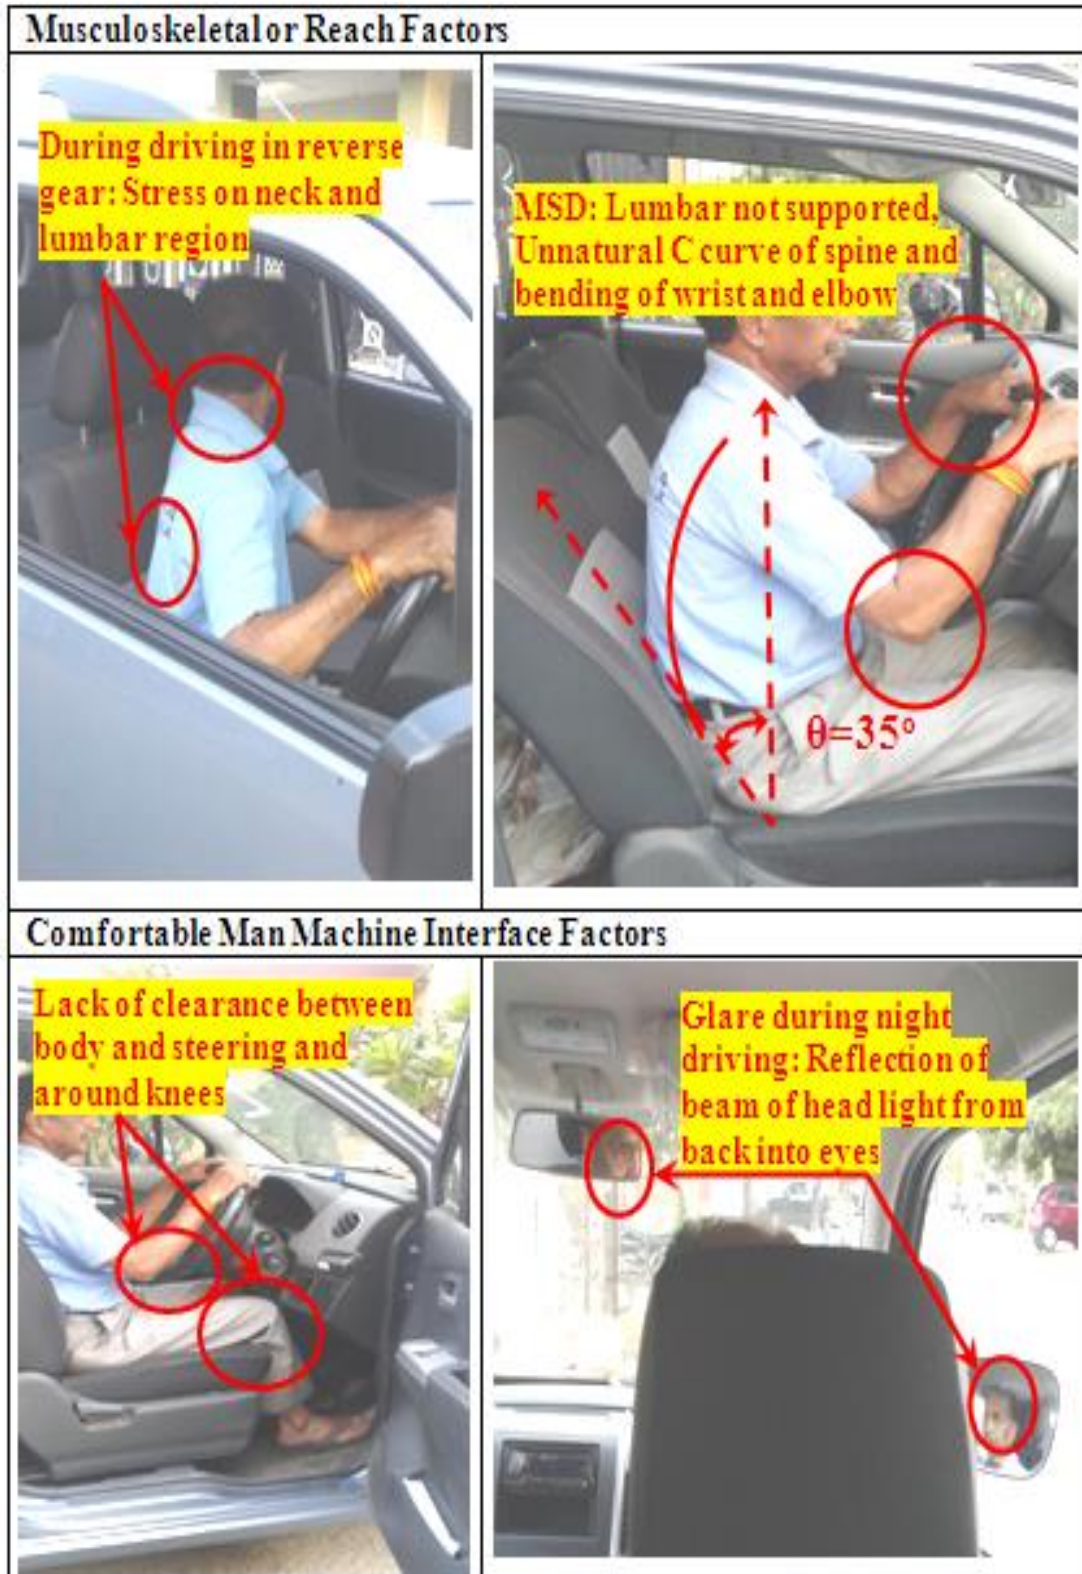 Musculoskeletal or Reach Factors
During driving in reverse
gear: Stress on neck and
lumbar region
MSD: Lumbar not supported,
Unnatural C curve of spine and
bending of wrist and elbow
θ=35°
Comfortable Man Machine Interface Factors
Lack of clearance between
body and steering and
around knees
Glare during night
driving: Reflection of
beam of head light from
back into eyes